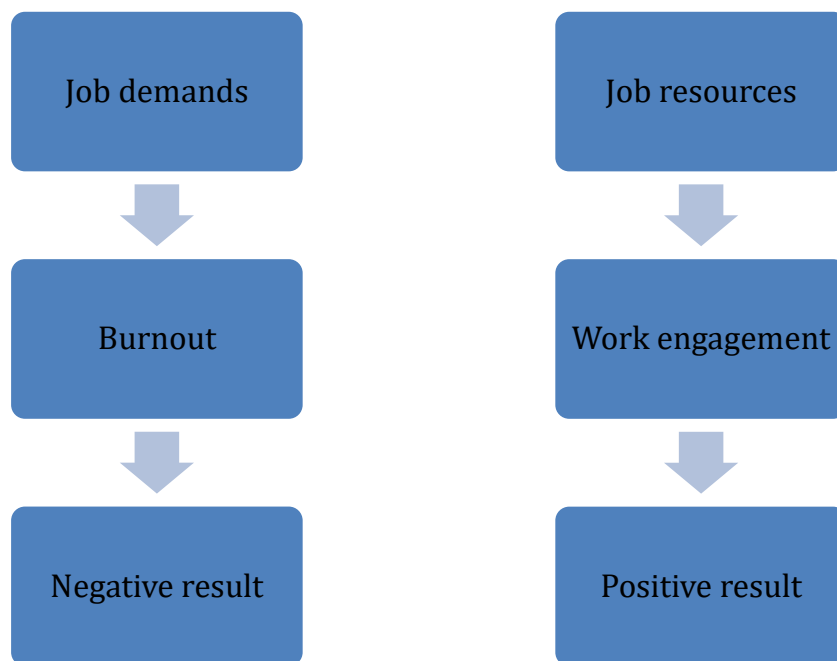 Job demands
Job resources
Burnout
Work engagement
Negative result
Positive result